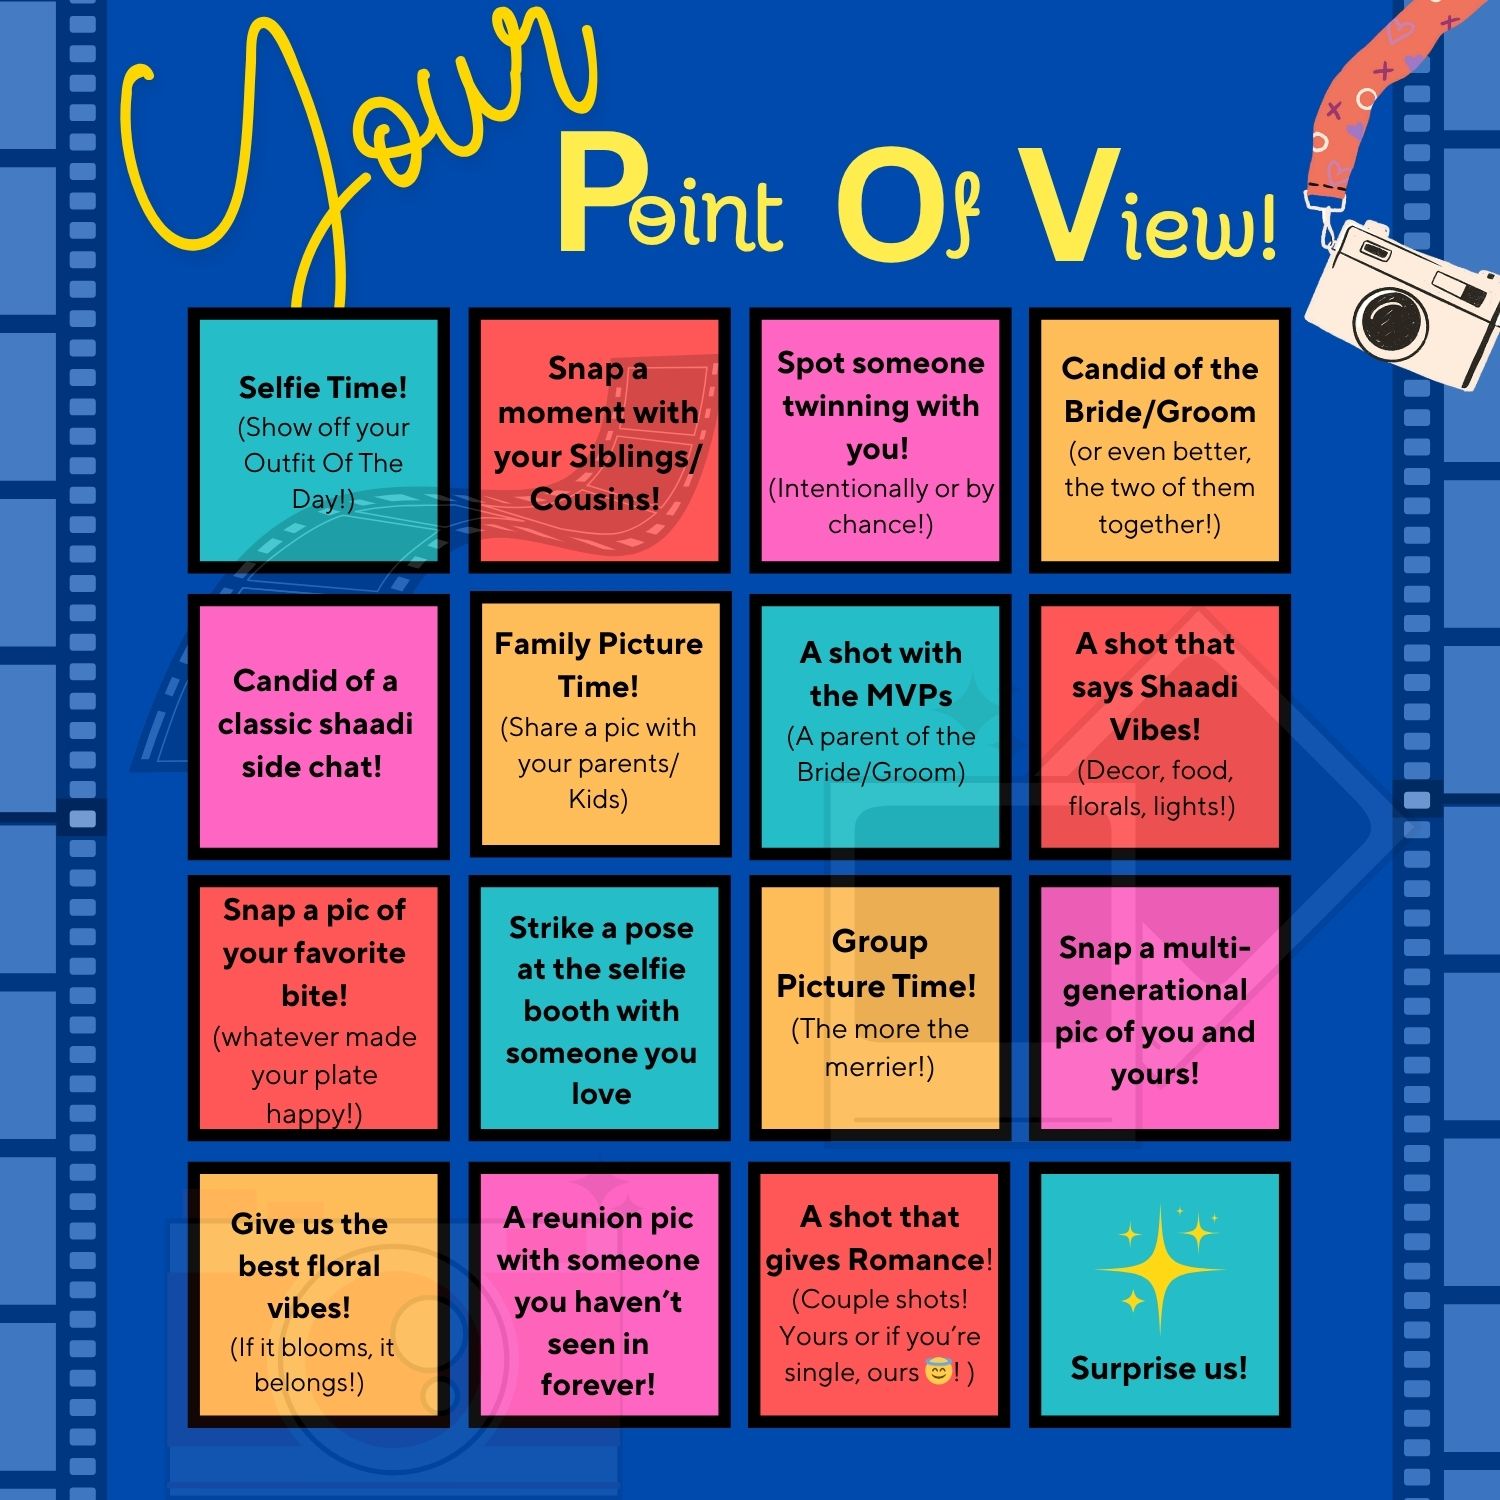 Your
Point Of View!
Selfie Time!
(Show off your
Outfit Of The
Day!)
Snap a
moment with
your Siblings/
Cousins!
Spot someone
twinning with
you!
(Intentionally or by
chance!)
Candid of the
Bride/Groom
(or even better,
the two of them
together!)
Candid of a
classic shaadi
side chat!
Family Picture
Time!
(Share a pic with
your parents/
Kids)
A shot with
the MVPs
(A parent of the
Bride/Groom)
A shot that
says Shaadi
Vibes!
(Decor, food,
florals, lights!)
Snap a pic of
your favorite
bite!
(whatever made
your plate
happy!)
Strike a pose
at the selfie
booth with
someone you
love
Group
Picture Time!
(The more the
merrier!)
Snap a multi-
generational
pic of you and
yours!
Give us the
best floral
vibes!
(If it blooms, it
belongs!)
A reunion pic
with someone
you haven't
seen in
forever!
A shot that
gives Romance!
(Couple shots!
Yours or if you're
single, ours 😇! )
Surprise us!